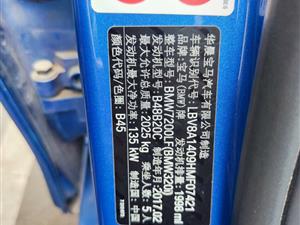 华晨宝马汽车有限公司制造
车辆识别代号: LBV8A1409HMF07421
品牌:宝马(BMW)牌 发动机排量:1998 ml
整车型号:BMW7201 制造年月:2017.02
发动机型号:B48B20C 乘坐人数:5人
最大允许总质量:2025 kg
发动机最大净功率:135 kW 制造国:中国
颜色代码/色圈:B45